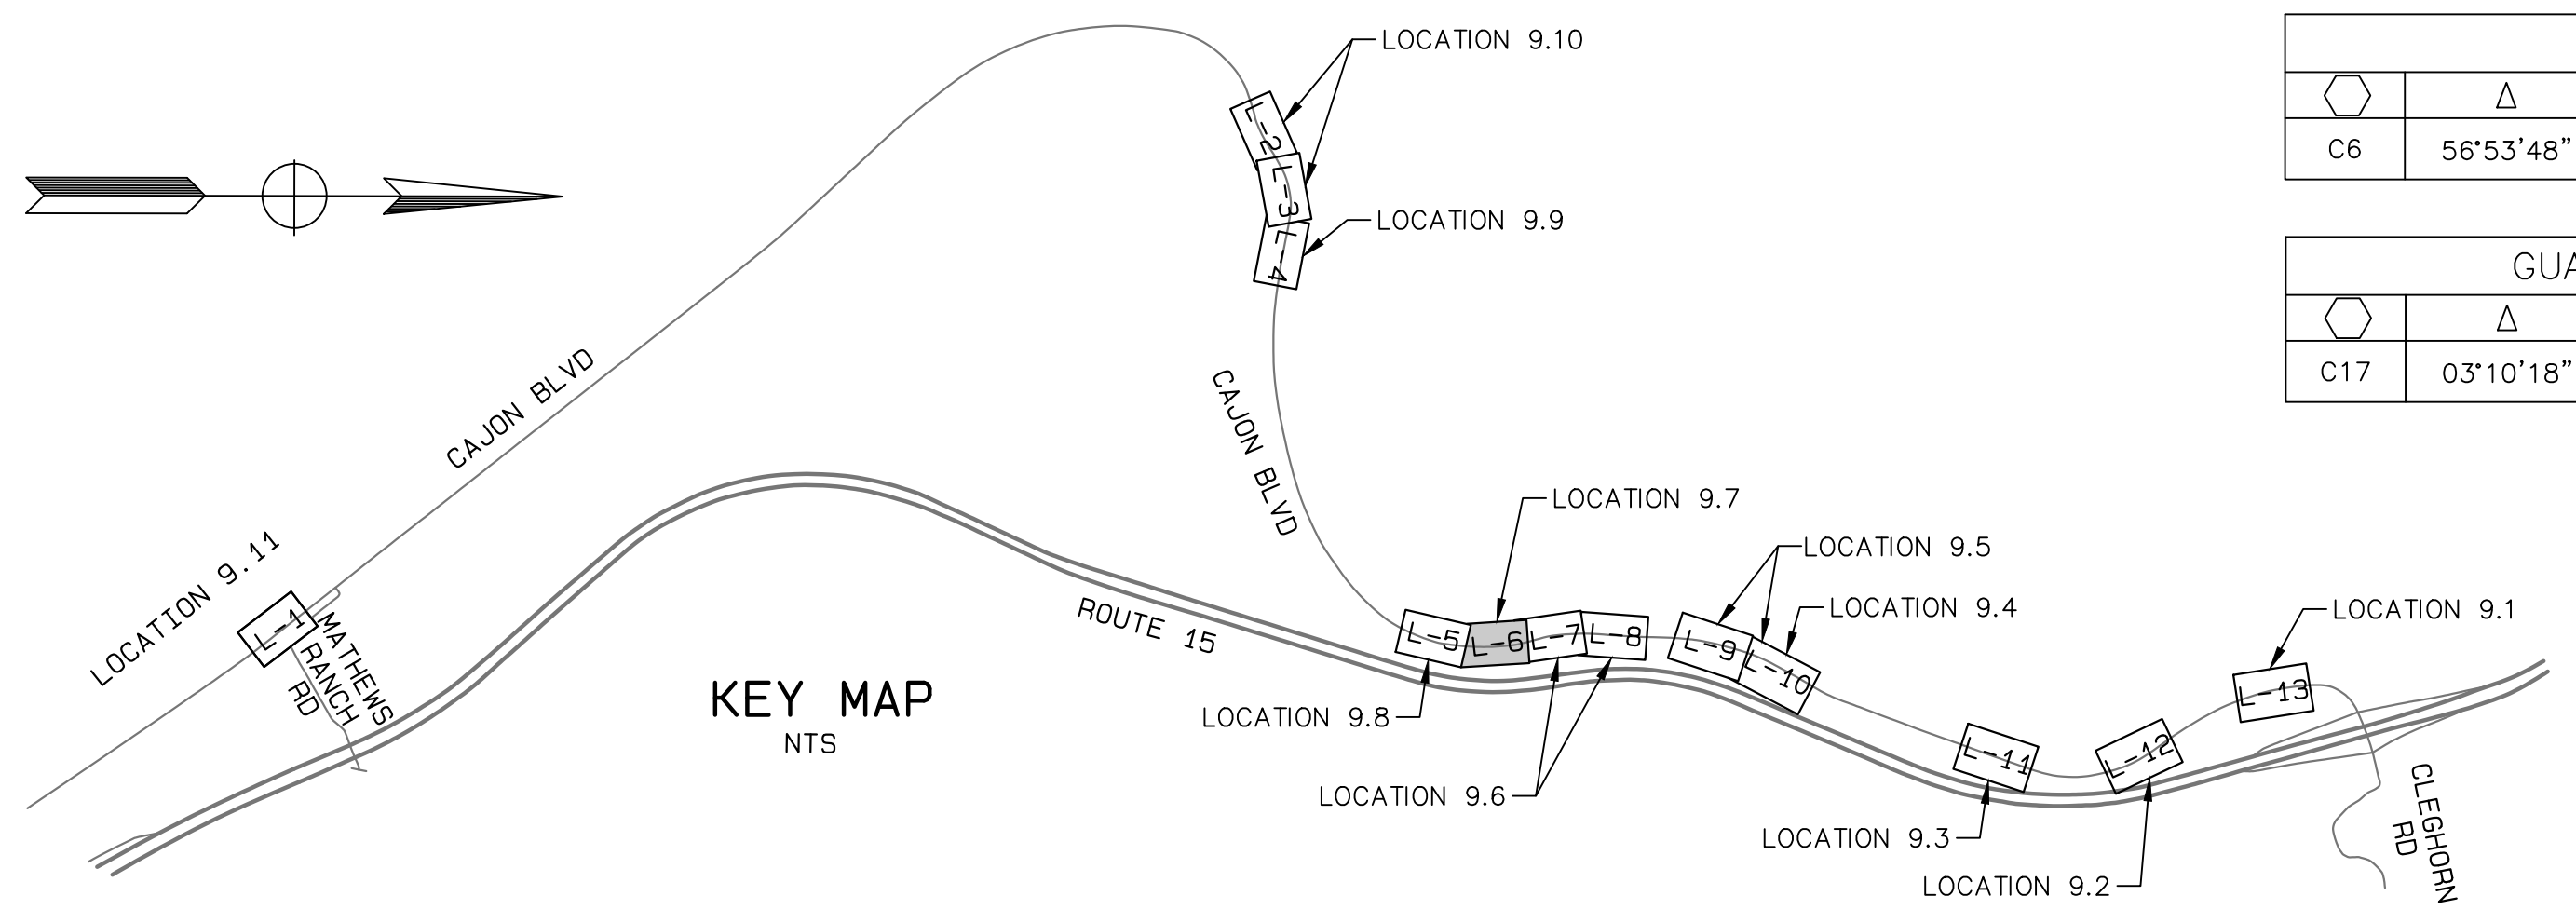 LOCATION 9.10
L-2
L-3
LOCATION 9.9
L-4
CAJON BLVD
CAJON BLVD
LOCATION 9.11
L-1
MATHEWS
RANCH
RD
ROUTE 15
KEY MAP
NTS
LOCATION 9.7
LOCATION 9.5
LOCATION 9.4
LOCATION 9.1
L-5
L-6
L-7
L-8
L-9
L-10
L-11
L-12
L-13
LOCATION 9.8
LOCATION 9.6
LOCATION 9.3
LOCATION 9.2
CLEGHORN
RD
Δ
C6 56°53'48"
GUA
Δ
C17 03°10'18"